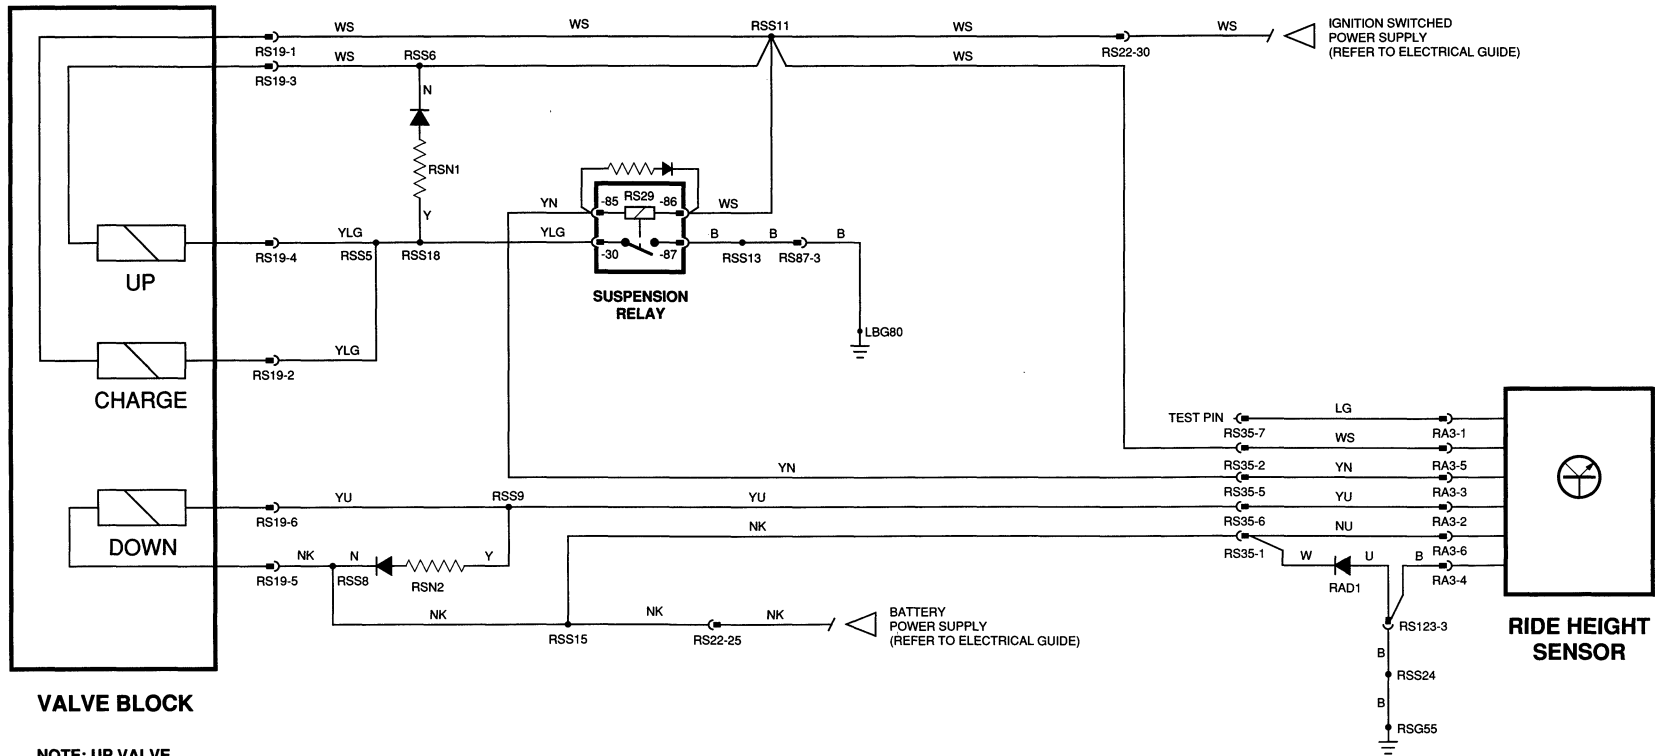 WS WS RSS11 WS WS IGNITION SWITCHED
POWER SUPPLY
(REFER TO ELECTRICAL GUIDE)
RS19-1 RS22-30
WS RSS6 WS
RS19-3
N
RSN1
Y
YN -85 RS29 -86 WS
YLG YLG B B B
RS19-4 RSS5 RSS18 -30 -87 RSS13 RS87-3
UP
SUSPENSION
RELAY
LBG80
YLG
RS19-2
CHARGE
TEST PIN LG
RS35-7 WS RA3-1
YN RS35-2 YN RA3-5
YU RSS9 YU RS35-5 YU RA3-3
RS19-6 NK RS35-6 NU RA3-2
DOWN
RS35-1 RA3-6
NK N Y W U B
RS19-5 RSS8 RSN2 RAD1 RA3-4
NK NK NK BATTERY
POWER SUPPLY
(REFER TO ELECTRICAL GUIDE)
RSS15 RS22-25
RS123-3
RIDE HEIGHT
SENSOR
B
RSS24
B
RSG55
VALVE BLOCK
NOTE: UP VALVE